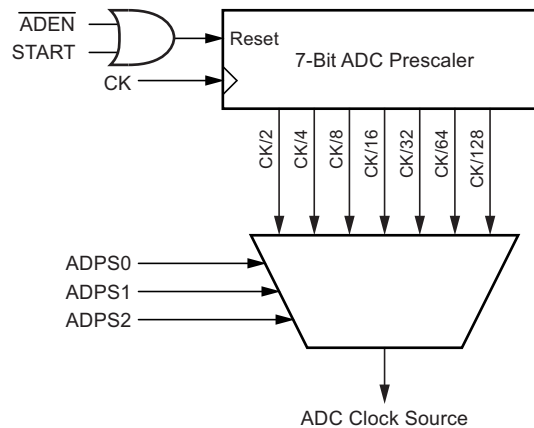 ADEN
START
Reset
7-Bit ADC Prescaler
CK
CK/2
CK/4
CK/8
CK/16
CK/32
CK/64
CK/128
ADPS0
ADPS1
ADPS2
ADC Clock Source